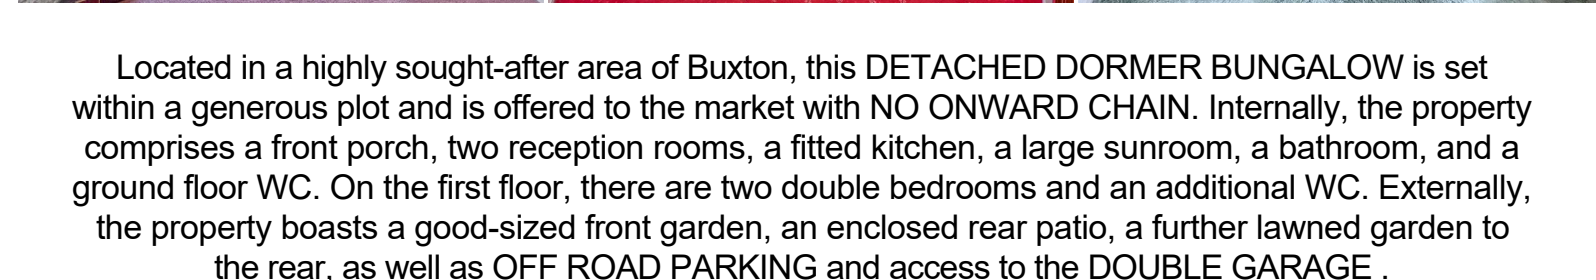 Located in a highly sought-after area of Buxton, this DETACHED DORMER BUNGALOW is set
within a generous plot and is offered to the market with NO ONWARD CHAIN. Internally, the property
comprises a front porch, two reception rooms, a fitted kitchen, a large sunroom, a bathroom, and a
ground floor WC. On the first floor, there are two double bedrooms and an additional WC. Externally,
the property boasts a good-sized front garden, an enclosed rear patio, a further lawned garden to
the rear, as well as OFF ROAD PARKING and access to the DOUBLE GARAGE .